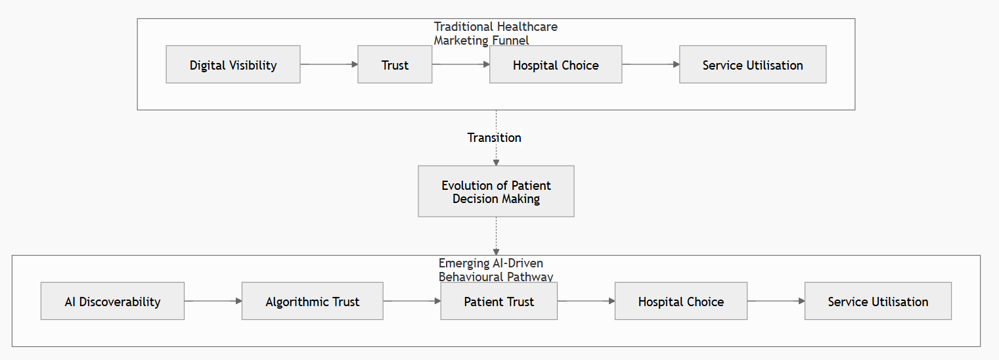 Traditional Healthcare
Marketing Funnel
Digital Visibility
Trust
Hospital Choice
Service Utilisation
Transition
Evolution of Patient
Decision Making
Emerging AI-Driven
Behavioural Pathway
AI Discoverability
Algorithmic Trust
Patient Trust
Hospital Choice
Service Utilisation